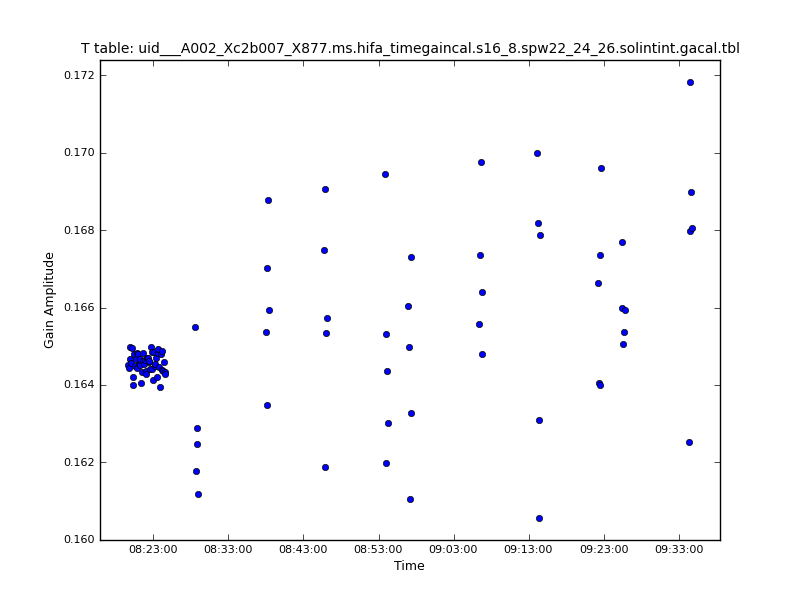 T table: uid___A002_Xc2b007_X877.ms.hifa_timegaincal.s16_8.spw22_24_26.solintint.gacal.tbl
0.172
0.170
0.168
0.166
0.164
0.162
0.160
Gain Amplitude
08:23:00 08:33:00 08:43:00 08:53:00 09:03:00 09:13:00 09:23:00 09:33:00
Time